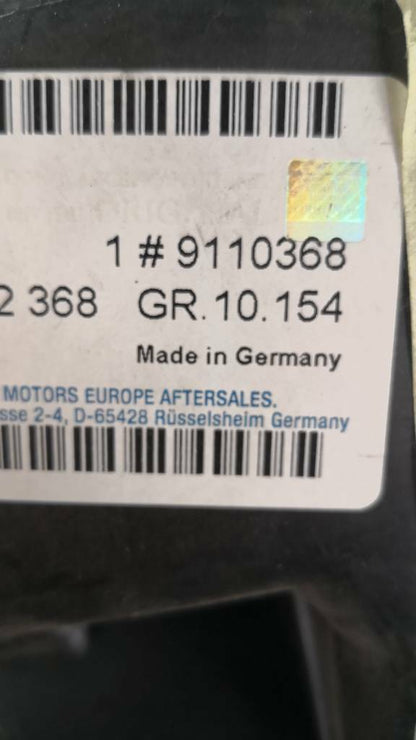 1 # 9110368
2 368 GR.10.154
Made in Germany
MOTORS EUROPE AFTERSALES.
sse 2-4, D-65428 Rüsselsheim Germany